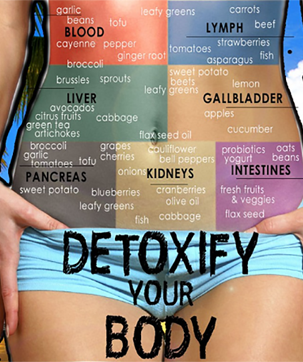 garlic
leafy greens
carrots
beans
tofu
beef
BLOOD
LYMPH
cayenne pepper
strawberries
tomatoes
ginger root
asparagus
fish
broccoli
brussles sprouts
sweet potato
beets
lemon
leafy greens
LIVER
GALLBLADER
avocados
citrus fruits
cabbage
apples
green tea
artichokes
flax seed oil
cucumber
broccoli
grapes
cauliflower
probiotics
oats
garlic
cherries
bell peppers
yogurt
beans
tomatoes
tofu
onions
PANCREAS
KIDNEYS
INTESTINES
sweet potato
blueberries
cranberries
fresh fruits
& veggies
leafy greens
olive oil
fish
cabbage
flax seed
DETOXIFY
YOUR
BODY